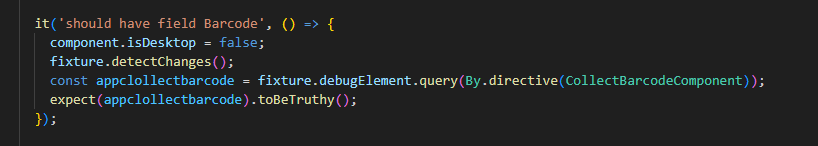 it('should have field Barcode', () => {
component.isDesktop = false;
fixture.detectChanges();
const appclollectbarcode = fixture.debugElement.query(By.directive(CollectBarcodeComponent));
expect(appclollectbarcode).toBeTruthy();
});